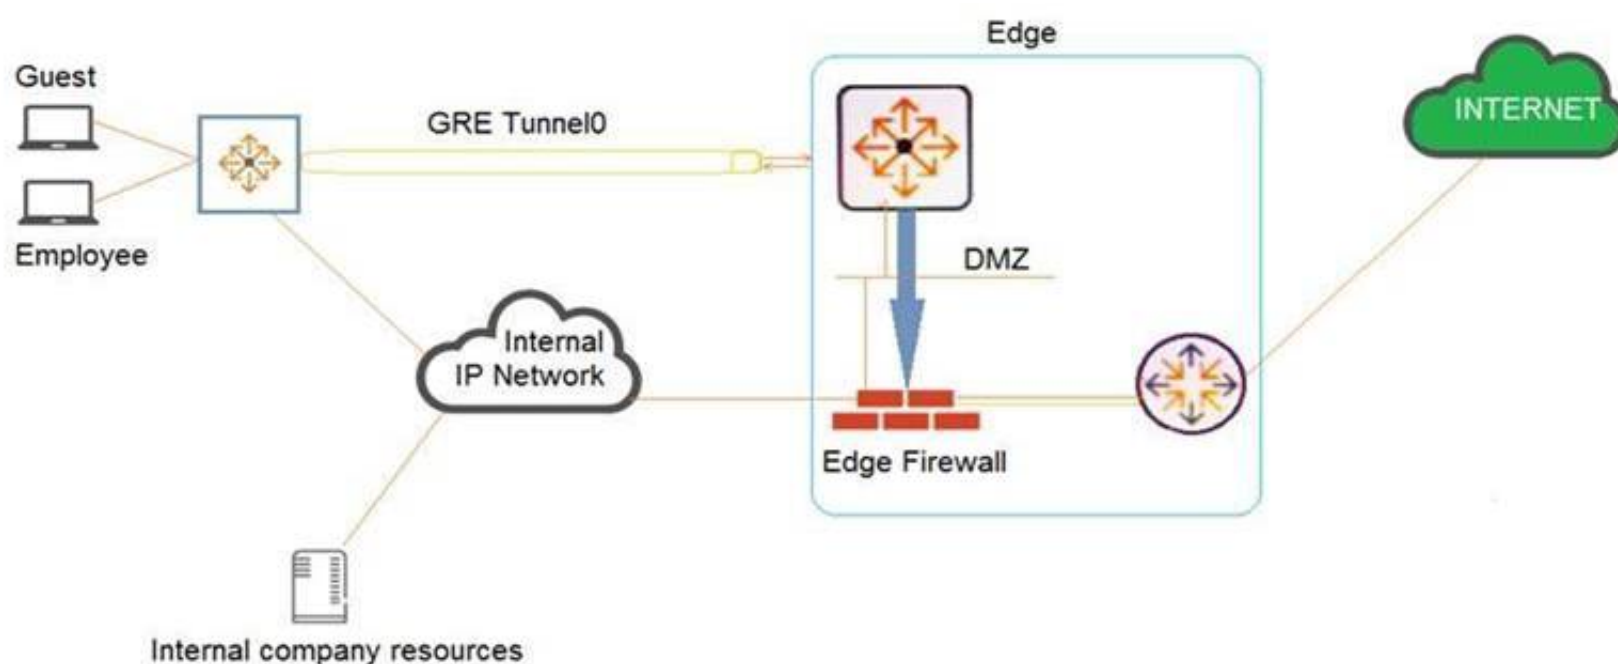 Edge
Guest
GRE Tunnel0
INTERNET
Employee
DMZ
Internal
IP Network
Edge Firewall
Internal company resources